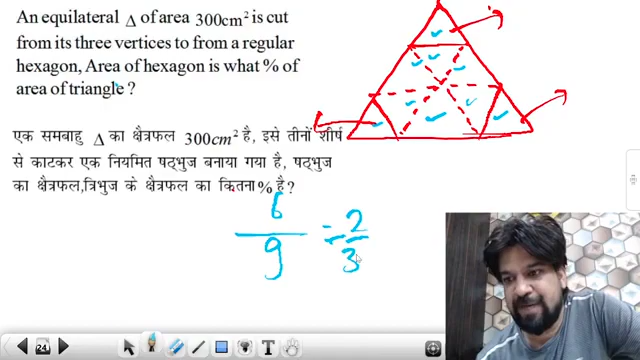 An equilateral Δ of area 300cm² is cut
from its three vertices to from a regular
hexagon, Area of hexagon is what % of
area of triangle ?
एक समबाहु Δ का क्षैत्रफल 300cm² है, इसे तीनों शीर्ष
से काटकर एक नियमित षठ्भुज बनाया गया है, षठ्भुज
का क्षैत्रफल, त्रिभुज के क्षैत्रफल का कितना % है?
6
9
=
2
3
24
T